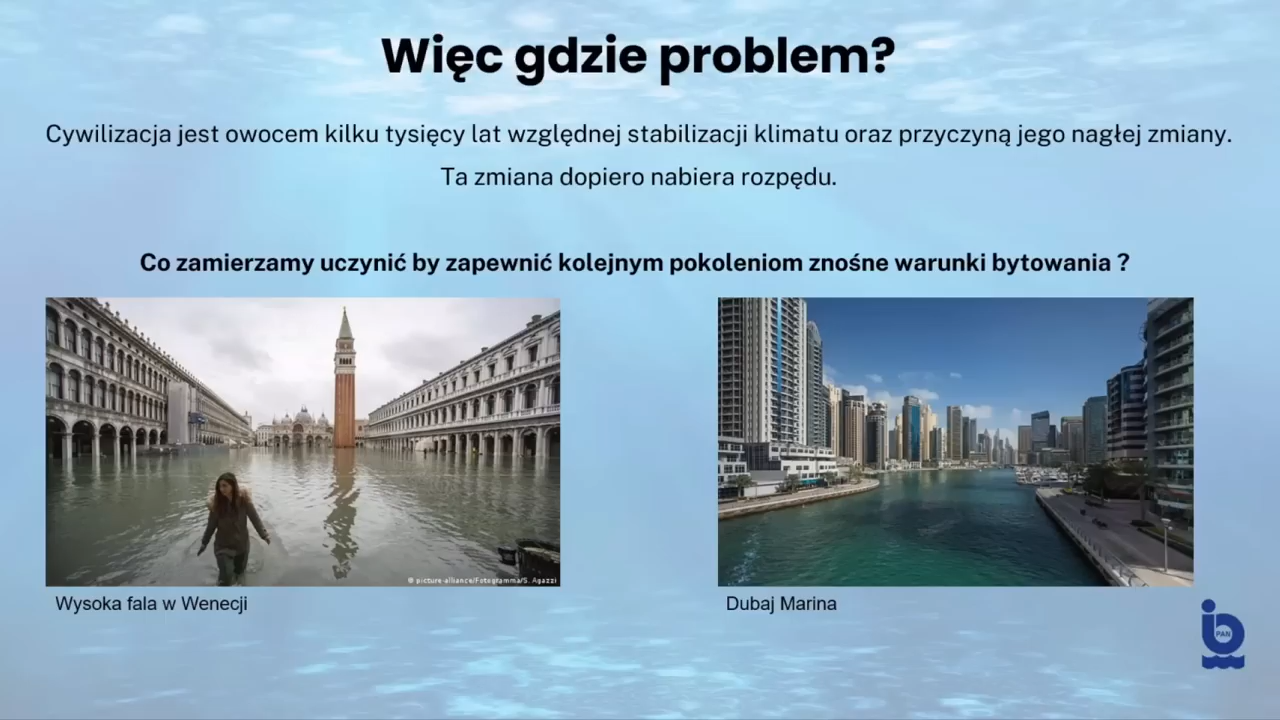 Więc gdzie problem?
Cywilizacja jest owocem kilku tysięcy lat względnej stabilizacji klimatu oraz przyczyną jego nagłej zmiany.
Ta zmiana dopiero nabiera rozpędu.
Co zamierzamy uczynić by zapewnić kolejnym pokoleniom znośne warunki bytowania ?
© picture-alliance/Fotogramma/S. Agazzi
Wysoka fala w Wenecji
Dubaj Marina
PAN